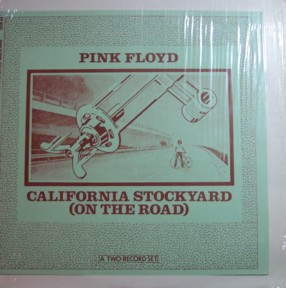 PINK FLOYD
CALIFORNIA STOCKYARD
(ON THE ROAD)
A TWO RECORD SET